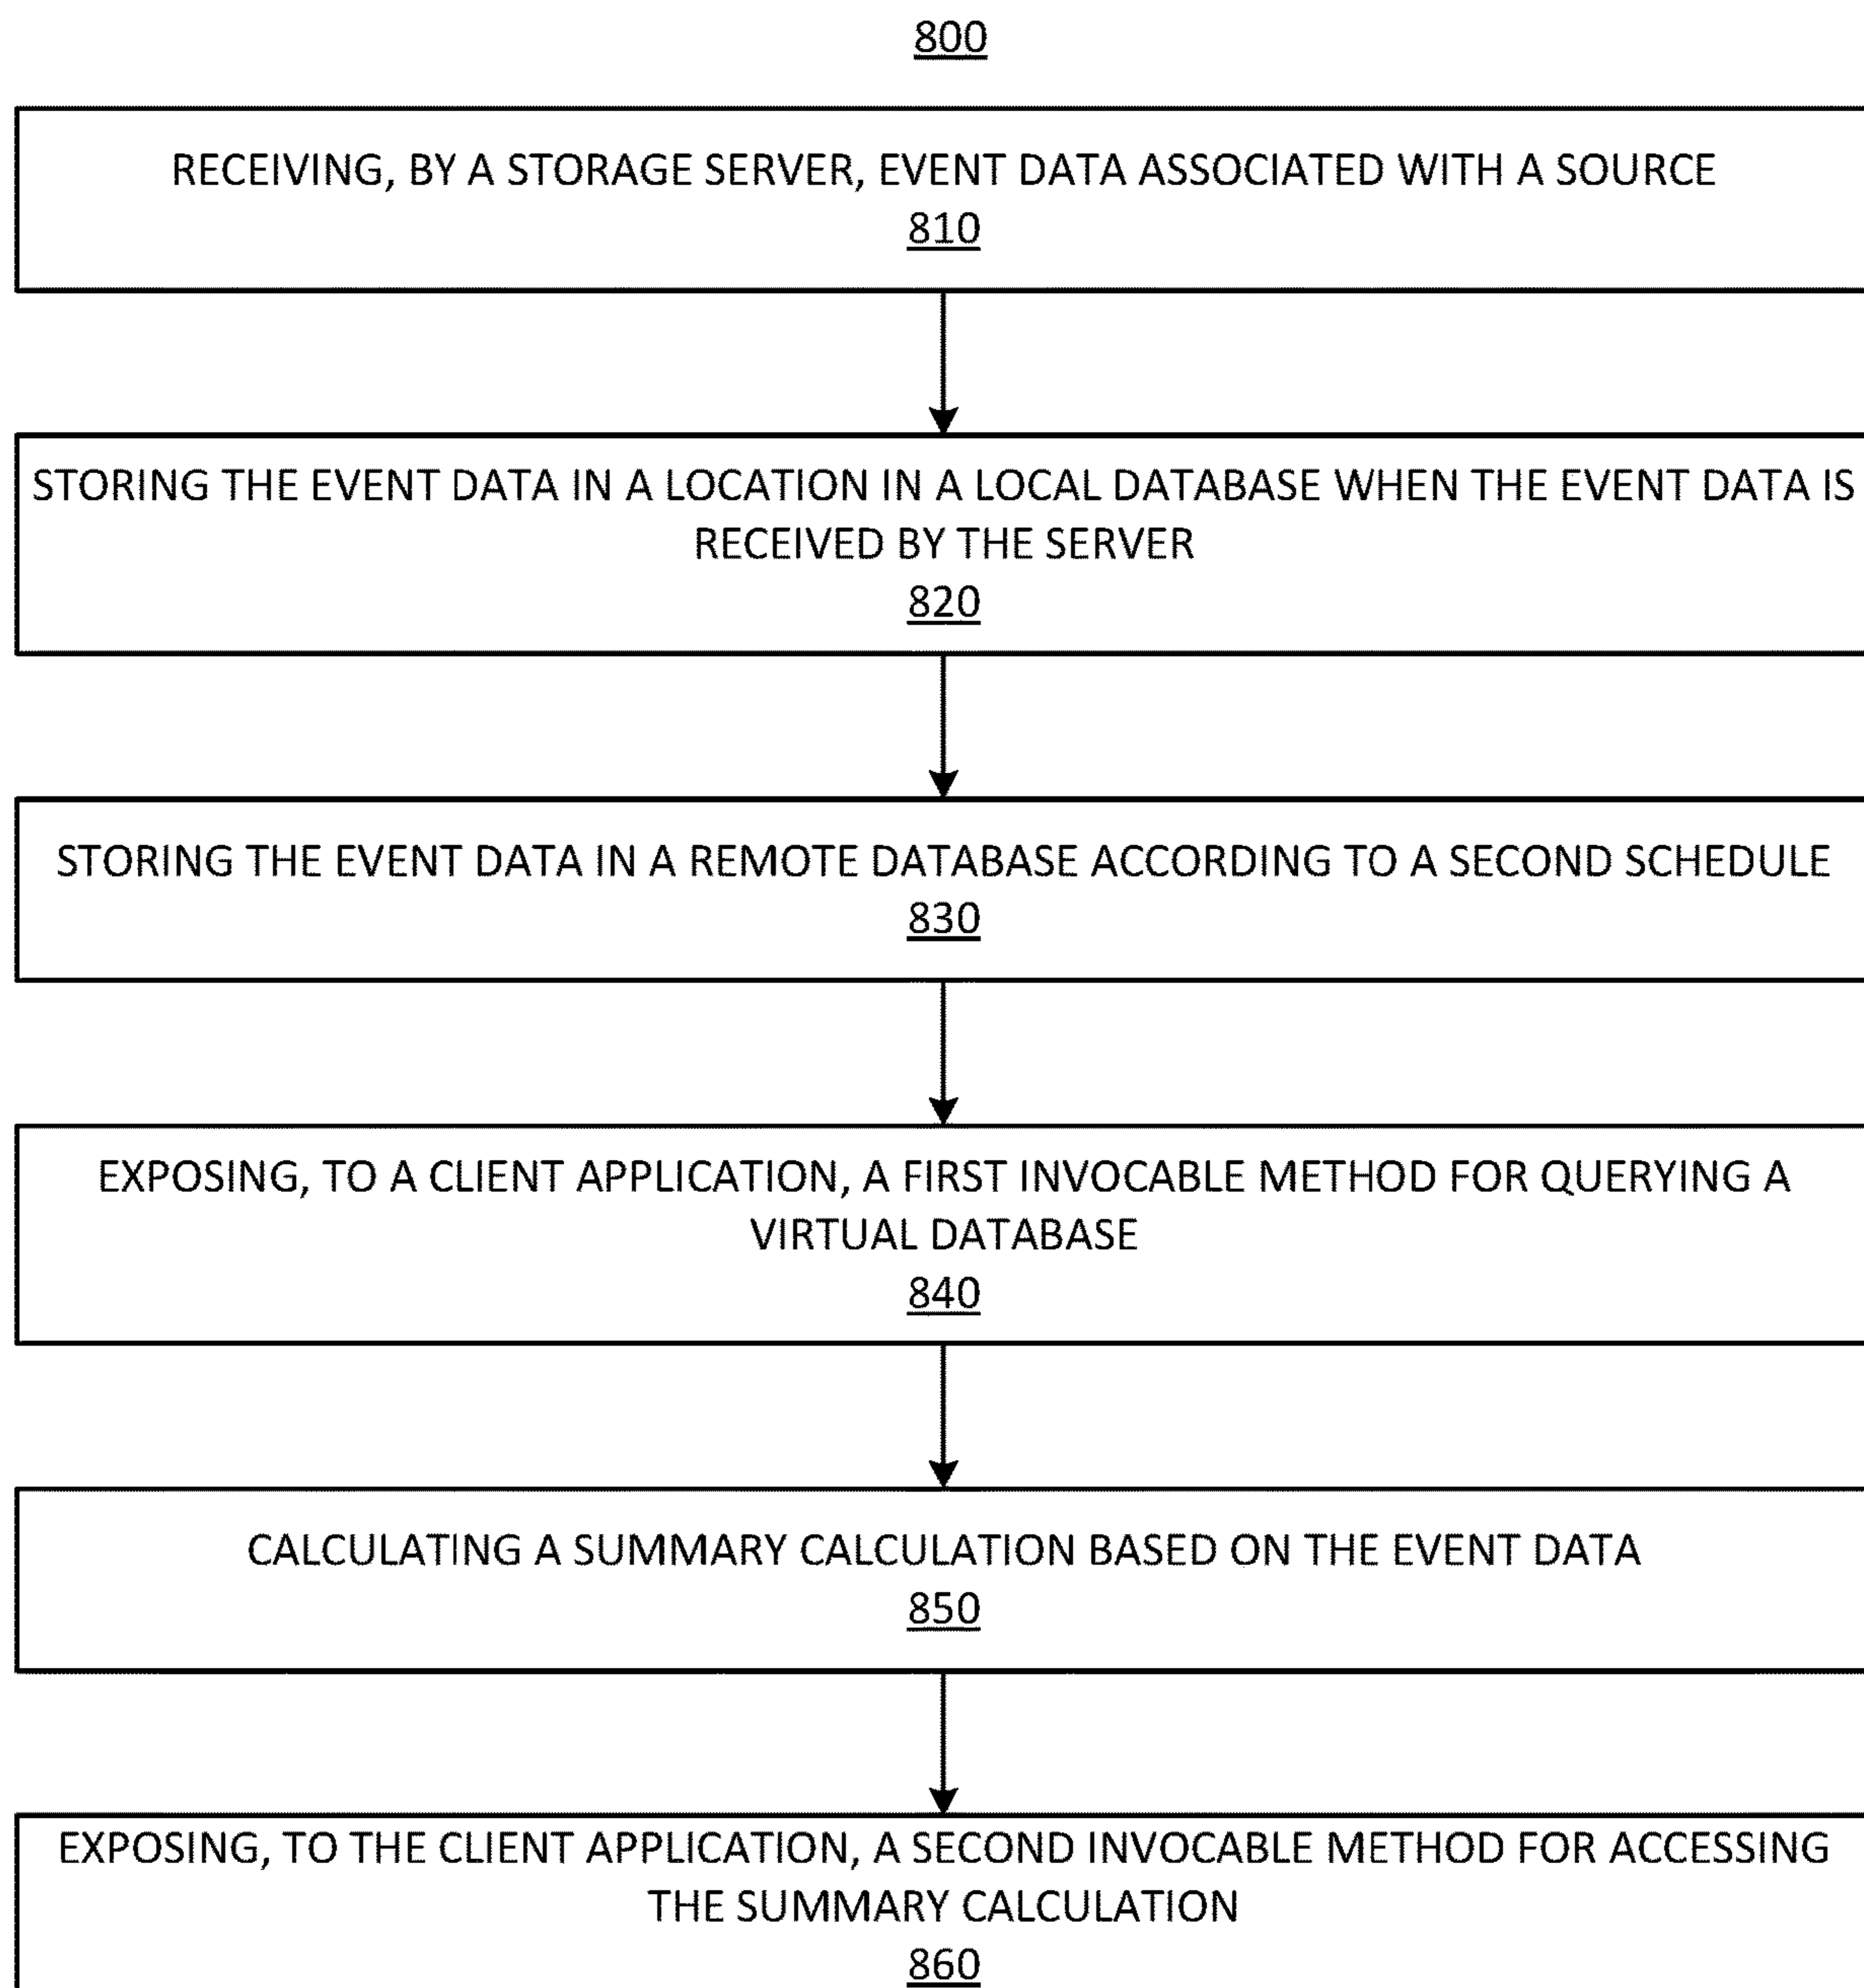 800
RECEIVING, BY A STORAGE SERVER, EVENT DATA ASSOCIATED WITH A SOURCE
810
STORING THE EVENT DATA IN A LOCATION IN A LOCAL DATABASE WHEN THE EVENT DATA IS
RECEIVED BY THE SERVER
820
STORING THE EVENT DATA IN A REMOTE DATABASE ACCORDING TO A SECOND SCHEDULE
830
EXPOSING, TO A CLIENT APPLICATION, A FIRST INVOCABLE METHOD FOR QUERYING A
VIRTUAL DATABASE
840
CALCULATING A SUMMARY CALCULATION BASED ON THE EVENT DATA
850
EXPOSING, TO THE CLIENT APPLICATION, A SECOND INVOCABLE METHOD FOR ACCESSING
THE SUMMARY CALCULATION
860